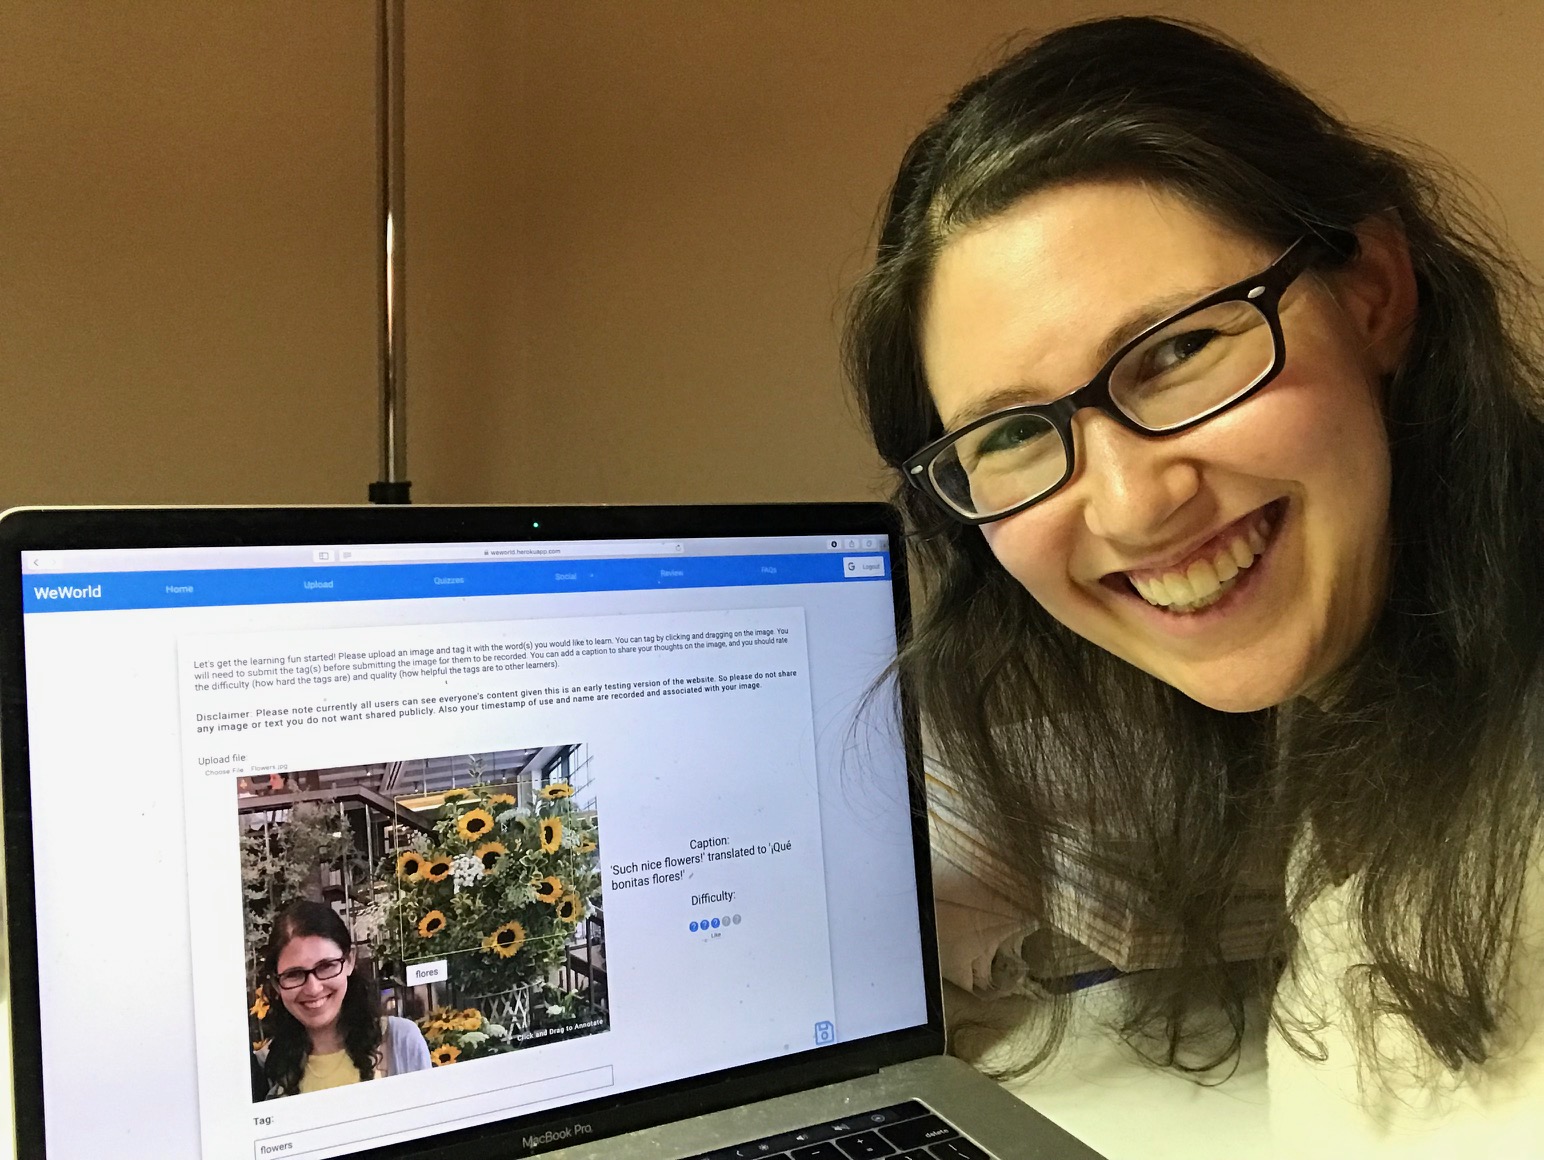 weworld.herokuapp.com
WeWorld Home Upload Quizzes Social Review FAQs G Logout
Let's get the learning fun started! Please upload an image and tag it with the word(s) you would like to learn. You can tag by clicking and dragging on the image. You
will need to submit the tag(s) before submitting the image for them to be recorded. You can add a caption to share your thoughts on the image, and you should rate
the difficulty (how hard the tags are) and quality (how helpful the tags are to other learners).
Disclaimer: Please note currently all users can see everyone's content given this is an early testing version of the website. So please do not share
any image or text you do not want shared publicly. Also your timestamp of use and name are recorded and associated with your image.
Upload file
Choose File Flowers.jpg
flores
Click and Drag to Annotate
Caption:
'Such nice flowers!' translated to '¡Qué
bonitas flores!'
Difficulty:
? ? ? ? ?
Like
Tag:
flowers
MacBook Pro
delete